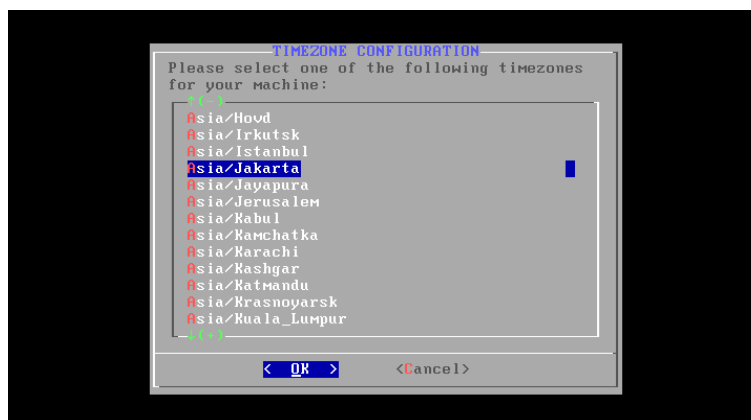 TIMEZONE CONFIGURATION
Please select one of the following timezones
for your machine:
↑(-)
Asia/Hovd
Asia/Irkutsk
Asia/Istanbul
Asia/Jakarta
Asia/Jayapura
Asia/Jerusalem
Asia/Kabul
Asia/Kamchatka
Asia/Karachi
Asia/Kashgar
Asia/Katmandu
Asia/Krasnoyarsk
Asia/Kuala_Lumpur
↓(+)
< OK > <Cancel>